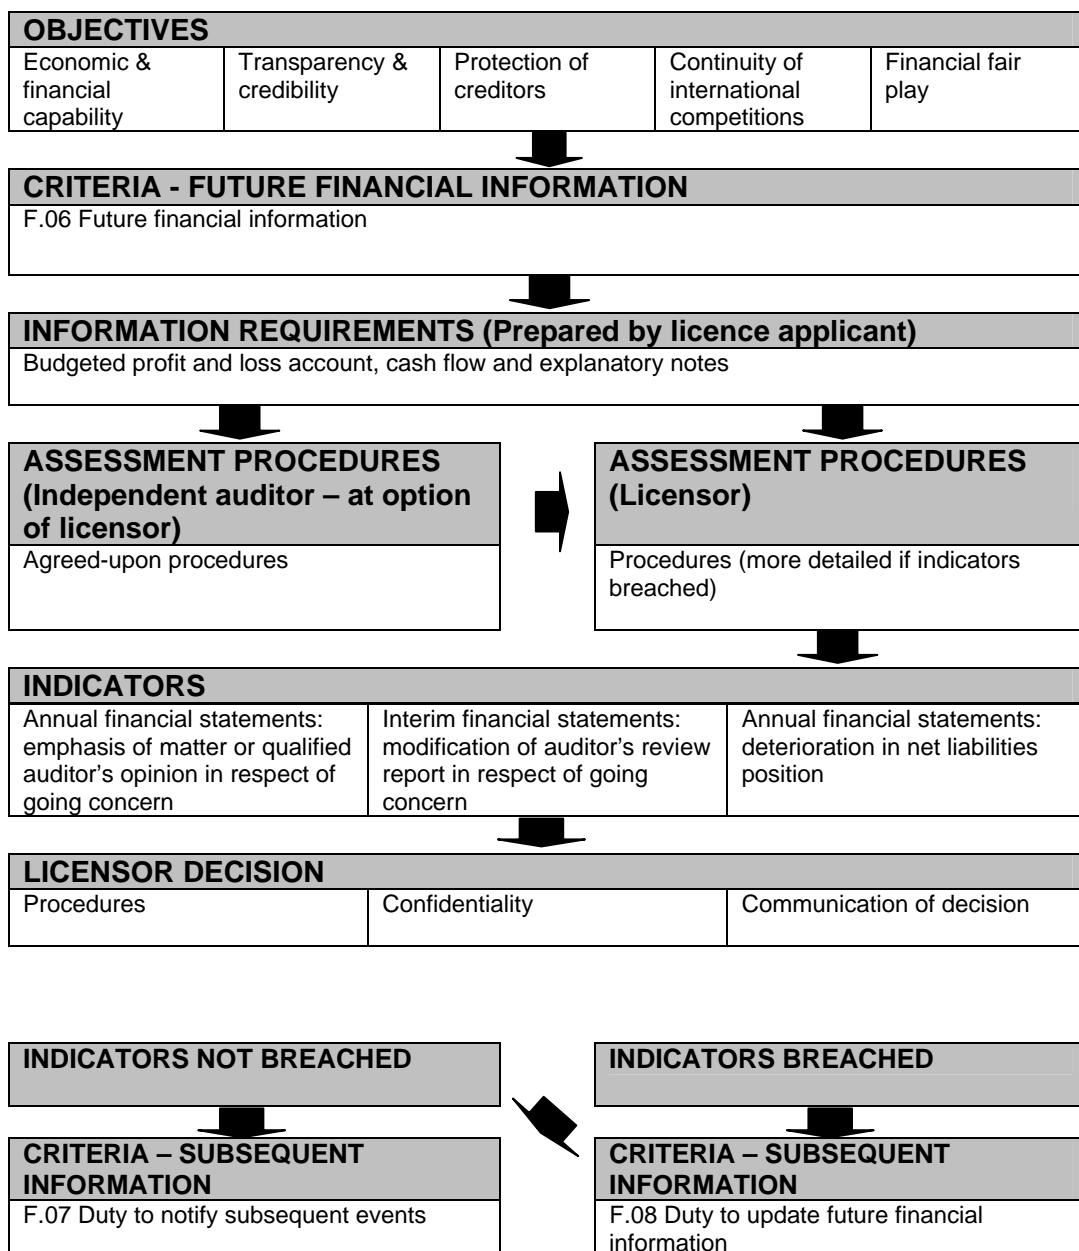 OBJECTIVES
Economic &
financial
capability
Transparency &
credibility
Protection of
creditors
Continuity of
international
competitions
Financial fair
play
CRITERIA - FUTURE FINANCIAL INFORMATION
F.06 Future financial information
INFORMATION REQUIREMENTS (Prepared by licence applicant)
Budgeted profit and loss account, cash flow and explanatory notes
ASSESSMENT PROCEDURES
(Independent auditor – at option
of licensor)
Agreed-upon procedures
ASSESSMENT PROCEDURES
(Licensor)
Procedures (more detailed if indicators
breached)
INDICATORS
Annual financial statements:
emphasis of matter or qualified
auditor's opinion in respect of
going concern
Interim financial statements:
modification of auditor's review
report in respect of going
concern
Annual financial statements:
deterioration in net liabilities
position
LICENSOR DECISION
Procedures
Confidentiality
Communication of decision
INDICATORS NOT BREACHED
INDICATORS BREACHED
CRITERIA – SUBSEQUENT
INFORMATION
F.07 Duty to notify subsequent events
CRITERIA – SUBSEQUENT
INFORMATION
F.08 Duty to update future financial
information